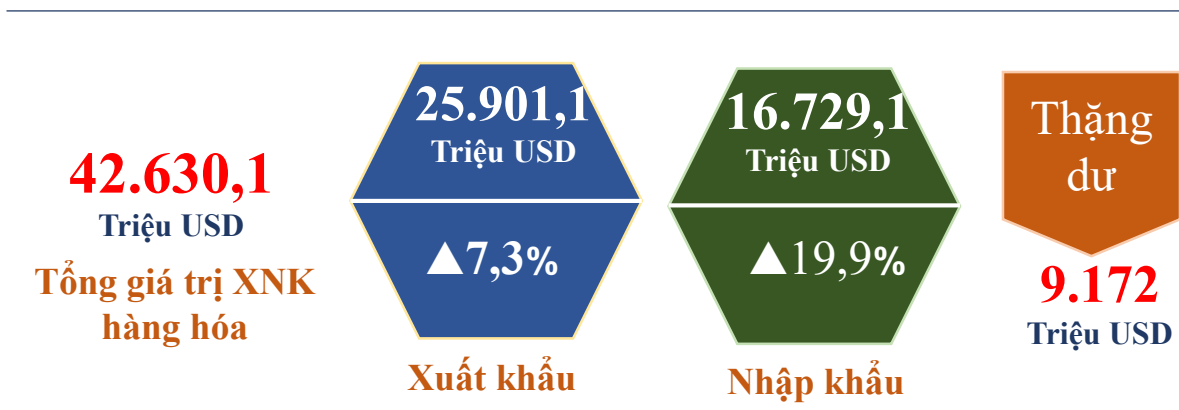 42.630,1
Triệu USD
Tổng giá trị XNK
hàng hóa
25.901,1
Triệu USD
▲7,3%
Xuất khẩu
16.729,1
Triệu USD
▲19,9%
Nhập khẩu
Thặng
dư
9.172
Triệu USD